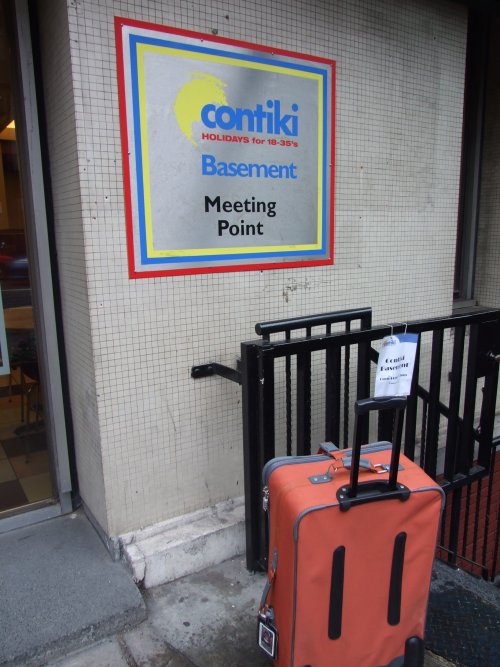 contiki
HOLIDAYS for 18-35's
Basement
Meeting
Point
Contiki
Basement